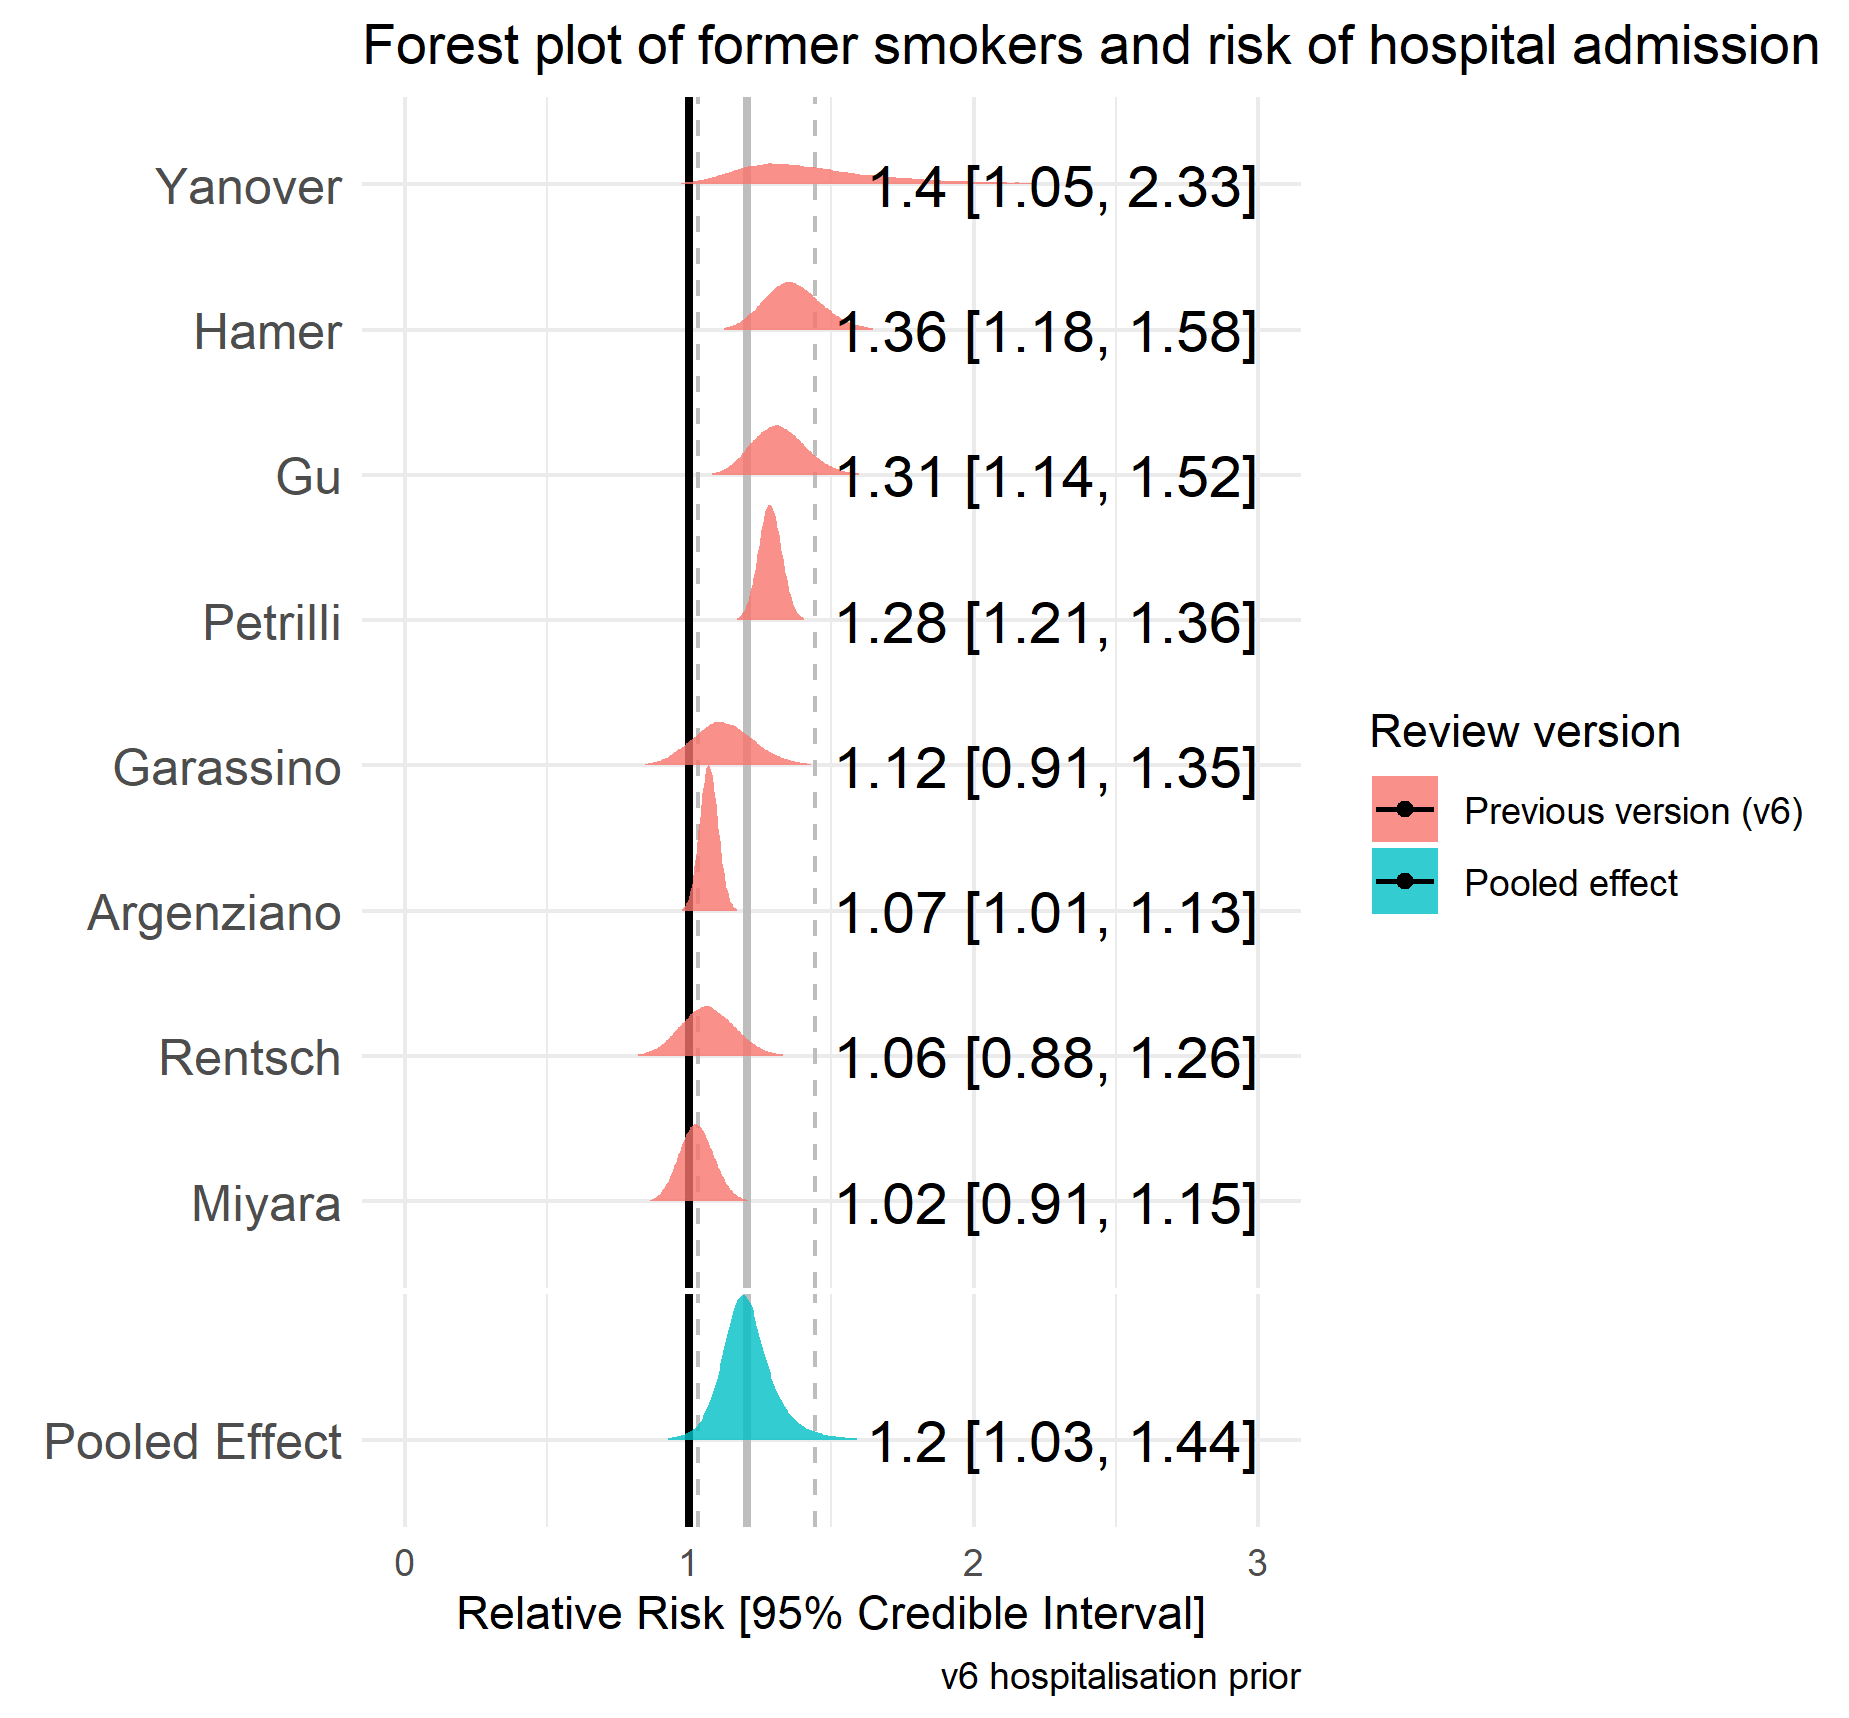 Forest plot of former smokers and risk of hospital admission
Yanover 1.4 [1.05, 2.33]
Hamer 1.36 [1.18, 1.58]
Gu 1.31 [1.14, 1.52]
Petrilli 1.28 [1.21, 1.36]
Garassino 1.12 [0.91, 1.35]
Argenziano 1.07 [1.01, 1.13]
Rentsch 1.06 [0.88, 1.26]
Miyara 1.02 [0.91, 1.15]
Pooled Effect 1.2 [1.03, 1.44]
0 1 2 3
Relative Risk [95% Credible Interval]
v6 hospitalisation prior
Review version
Previous version (v6)
Pooled effect